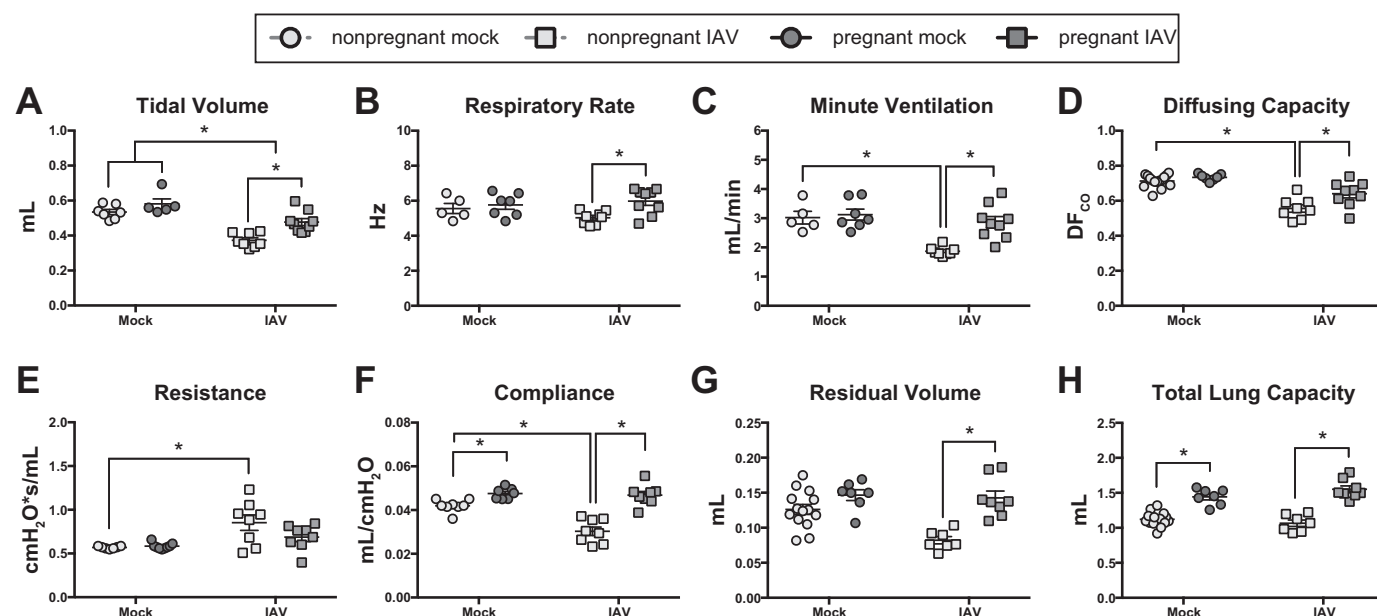 nonpregnant mock nonpregnant IAV pregnant mock pregnant IAV
A Tidal Volume
mL
1.0
0.8
0.6
0.4
0.2
0.0
*
*
Mock IAV
B Respiratory Rate
Hz
10
8
6
4
2
0
*
Mock IAV
C Minute Ventilation
mL/min
6
5
4
3
2
1
0
*
*
Mock IAV
D Diffusing Capacity
DF_CO
1.0
0.8
0.6
0.4
0.2
0.0
*
*
Mock IAV
E Resistance
cmH₂O*s/mL
2.0
1.5
1.0
0.5
0.0
*
Mock IAV
F Compliance
mL/cmH₂O
0.08
0.06
0.04
0.02
0.00
*
*
*
Mock IAV
G Residual Volume
mL
0.25
0.20
0.15
0.10
0.05
0.00
*
Mock IAV
H Total Lung Capacity
mL
2.5
2.0
1.5
1.0
0.5
0.0
*
*
Mock IAV